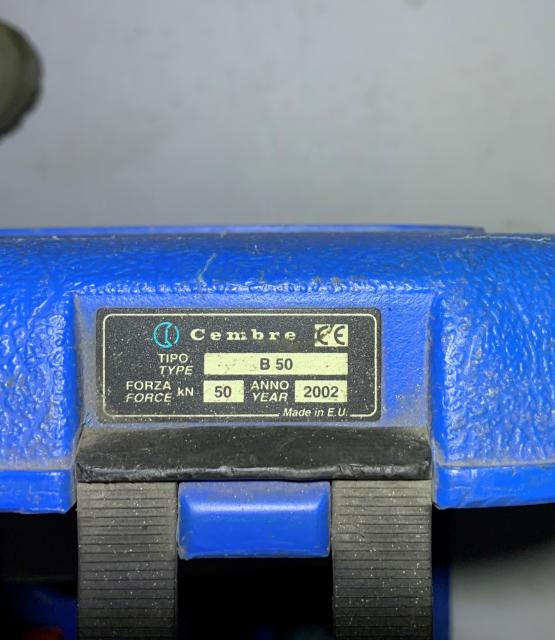 Cembre CE
TIPO
TYPE B 50
FORZA
FORCE kN 50 ANNO
YEAR 2002
Made in E.U.